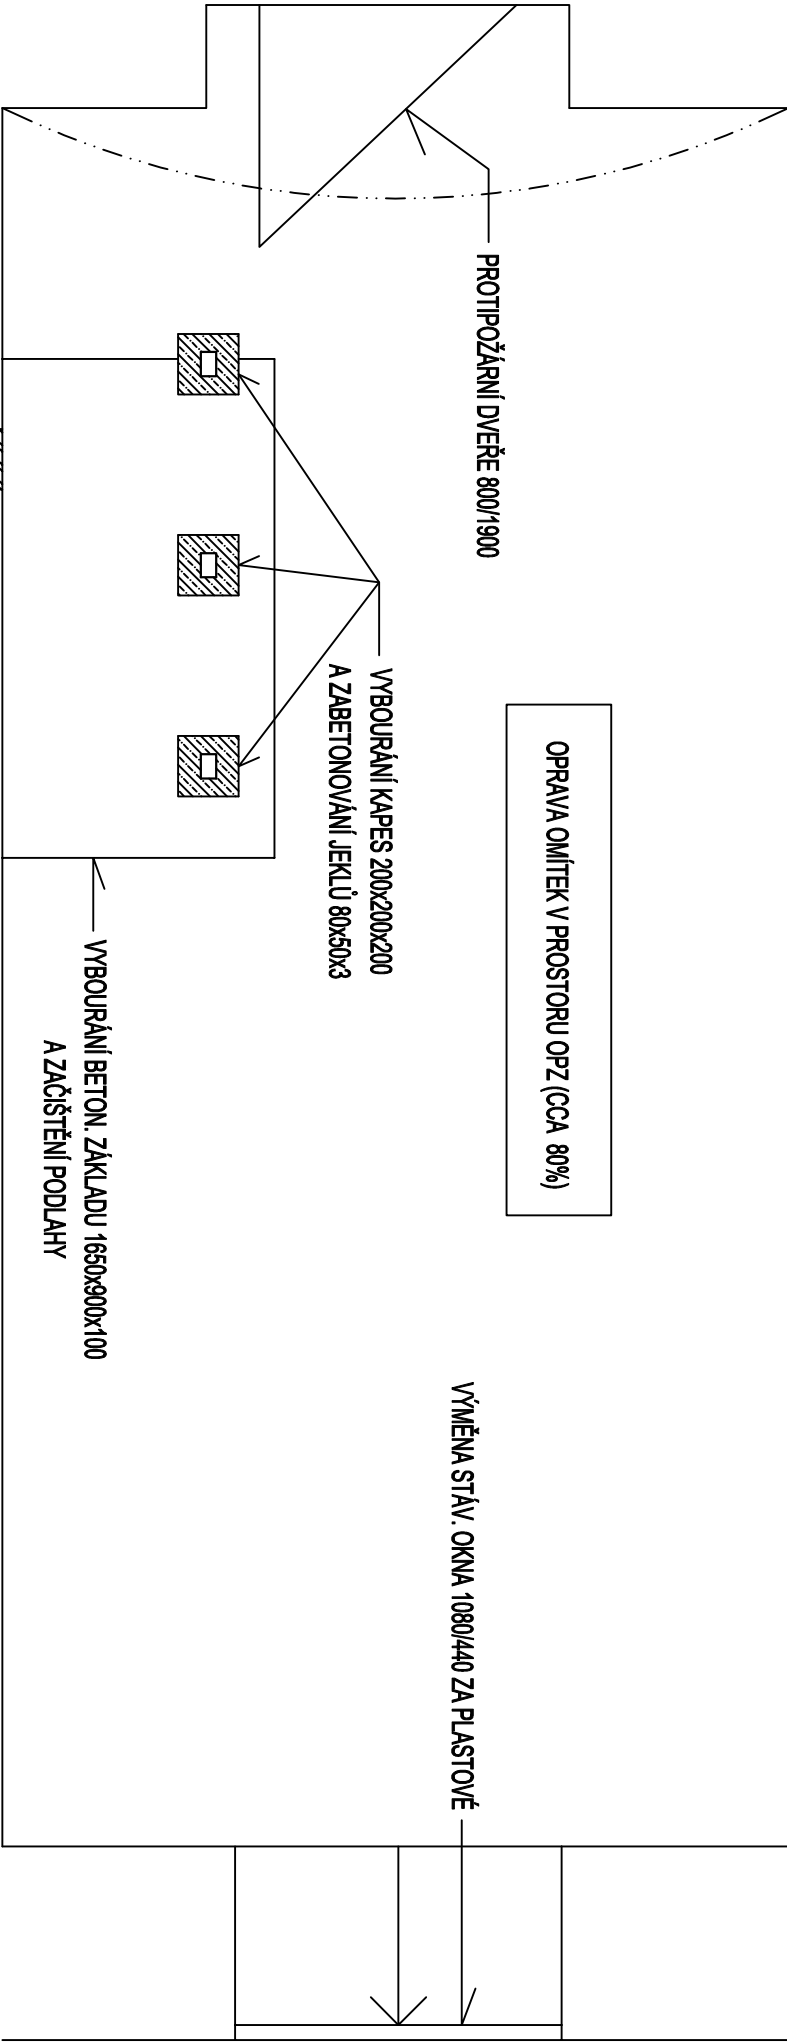 PROTIPOŽÁRNÍ DVEŘE 800/1900
VYBOURÁNÍ KAPES 200x200x200
A ZABETONOVÁNÍ JEKLŮ 80x50x3
OPRAVA OMÍTEK V PROSTORU OPZ (CCA 80%)
VYBOURÁNÍ BETON. ZÁKLADU 1650x900x100
A ZAČIŠTĚNÍ PODLAHY
VÝMĚNA STÁV. OKNA 1080/440 ZA PLASTOVÉ